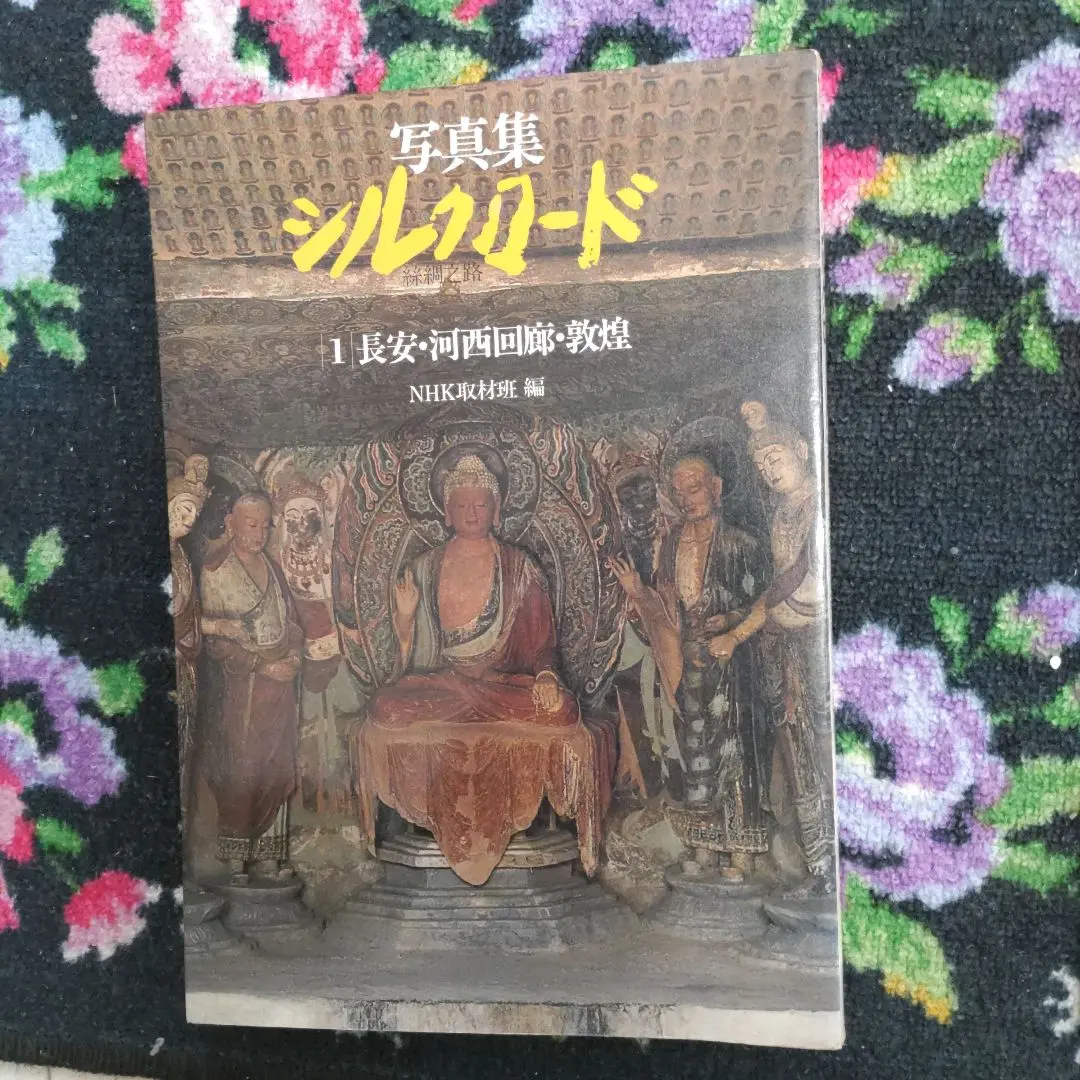 写真集
シルクロード
絲綢之路
1 長安・河西回廊・敦煌
NHK取材班 編